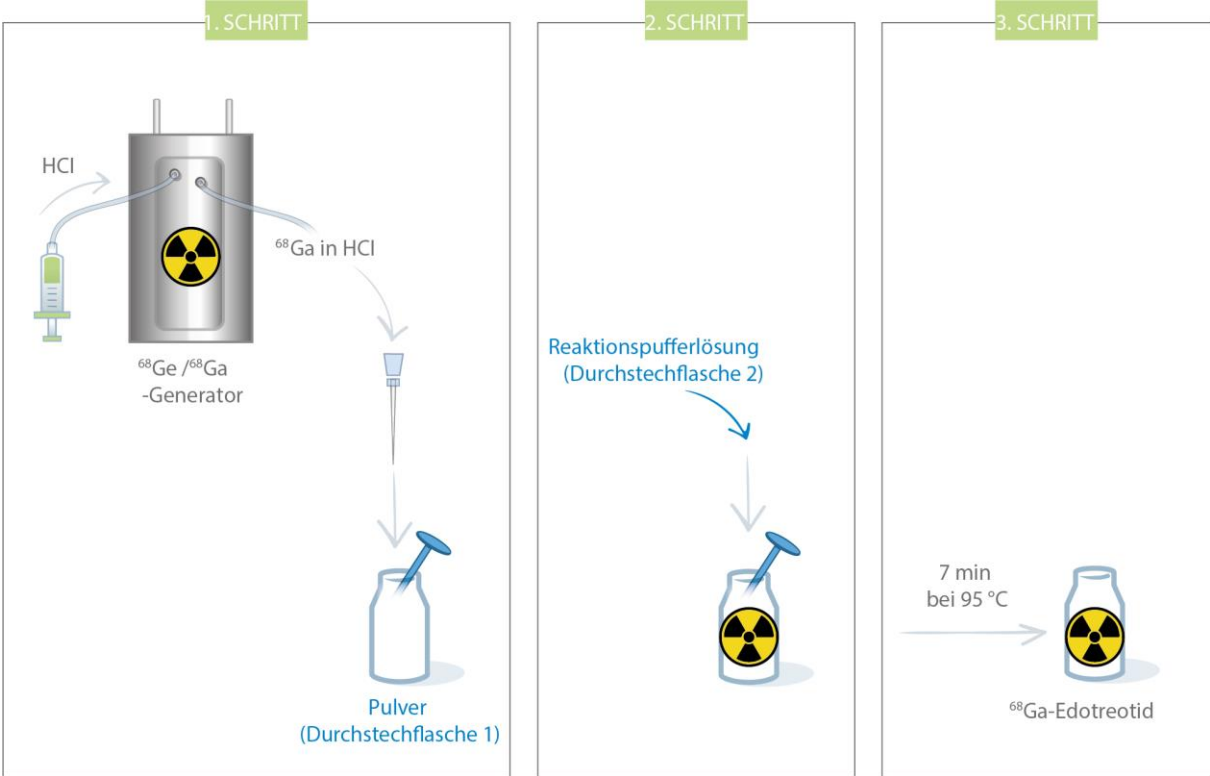 1. SCHRITT
HCl
⁶⁸Ga in HCl
⁶⁸Ge /⁶⁸Ga
-Generator
Pulver
(Durchstechflasche 1)
2. SCHRITT
Reaktionspufferlösung
(Durchstechflasche 2)
3. SCHRITT
7 min
bei 95 °C
⁶⁸Ga-Edotreotid